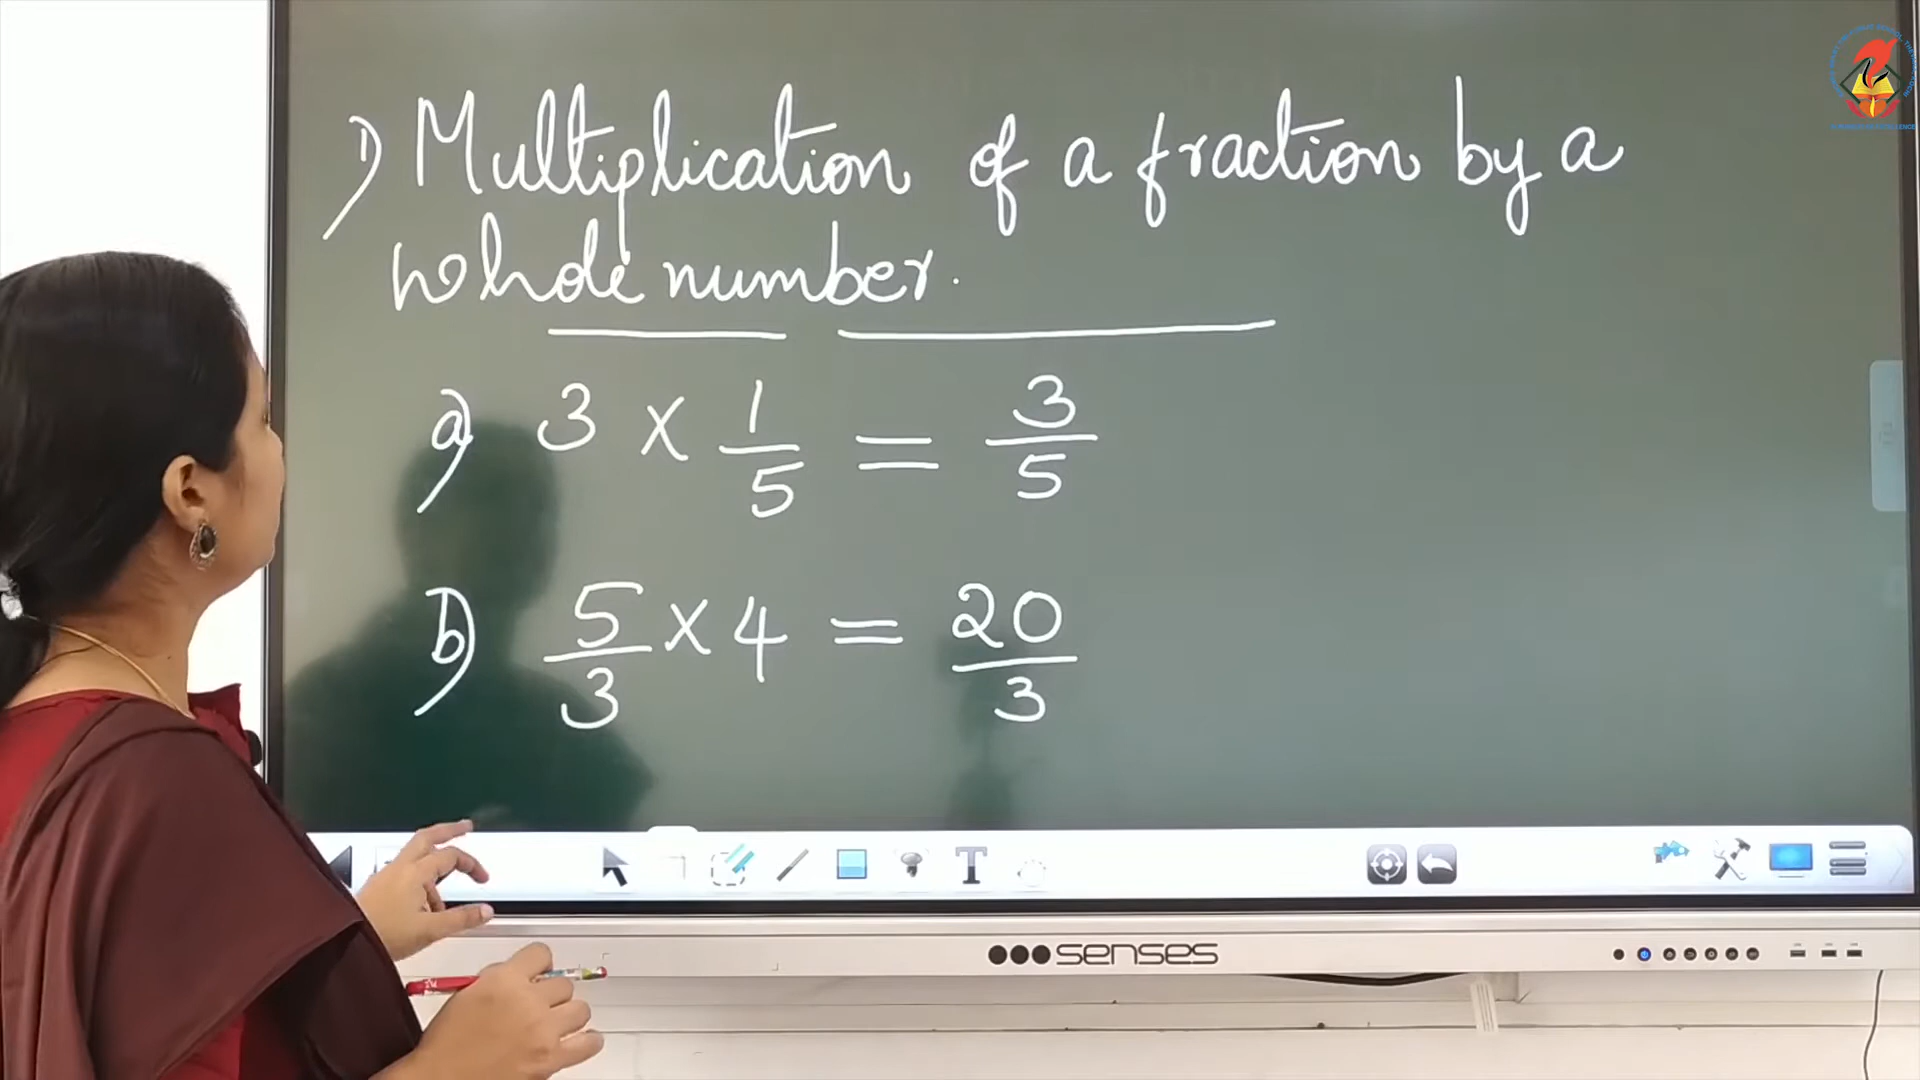 1) Multiplication of a fraction by a
whole number.
a) 3 × 1/5 = 3/5
b) 5/3 × 4 = 20/3
T
senses